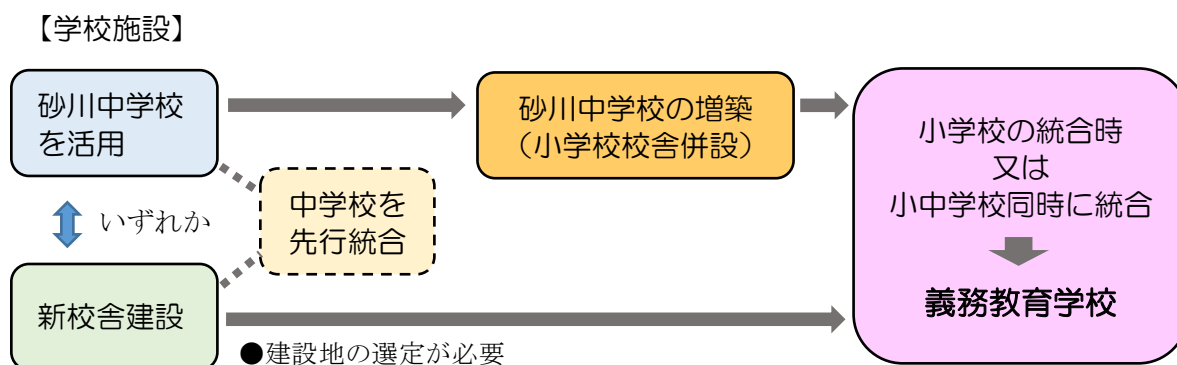 【学校施設】
砂川中学校
を活用
いずれか
新校舎建設
中学校を
先行統合
●建設地の選定が必要
砂川中学校の増築
（小学校校舎併設）
小学校の統合時
又は
小中学校同時に統合
義務教育学校